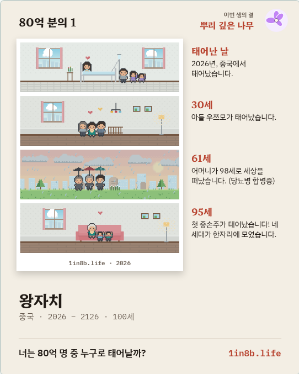 80억 분의 1
이번 생의 결
뿌리 깊은 나무
태어난 날
2026년, 중국에서
태어났습니다.
30세
아들 우쯔모가 태어났습니다.
61세
어머니가 98세로 세상을
떠났습니다. (당뇨병 합병증)
95세
첫 증손주가 태어났습니다! 네
세대가 한자리에 모였습니다.
1in8b.life · 2026
왕자치
중국 · 2026 – 2126 · 100세
너는 80억 명 중 누구로 태어날까?
1in8b.life